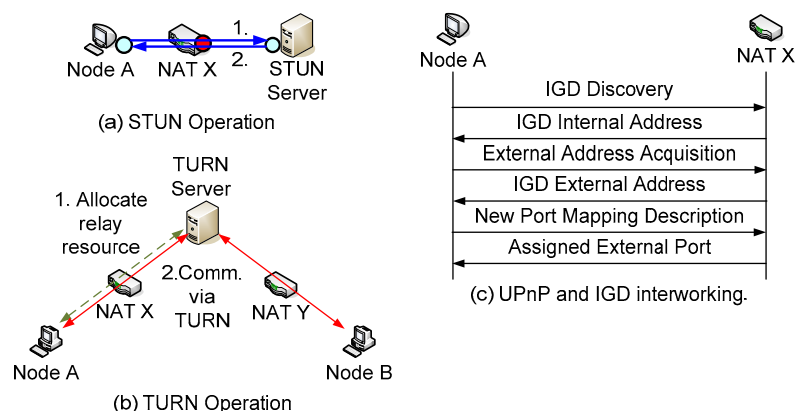 1.
2.
Node A
NAT X
STUN
Server
(a) STUN Operation
TURN
Server
1. Allocate
relay
resource
2.Comm.
via
TURN
NAT X
NAT Y
Node A
Node B
(b) TURN Operation
Node A
NAT X
IGD Discovery
IGD Internal Address
External Address Acquisition
IGD External Address
New Port Mapping Description
Assigned External Port
(c) UPnP and IGD interworking.